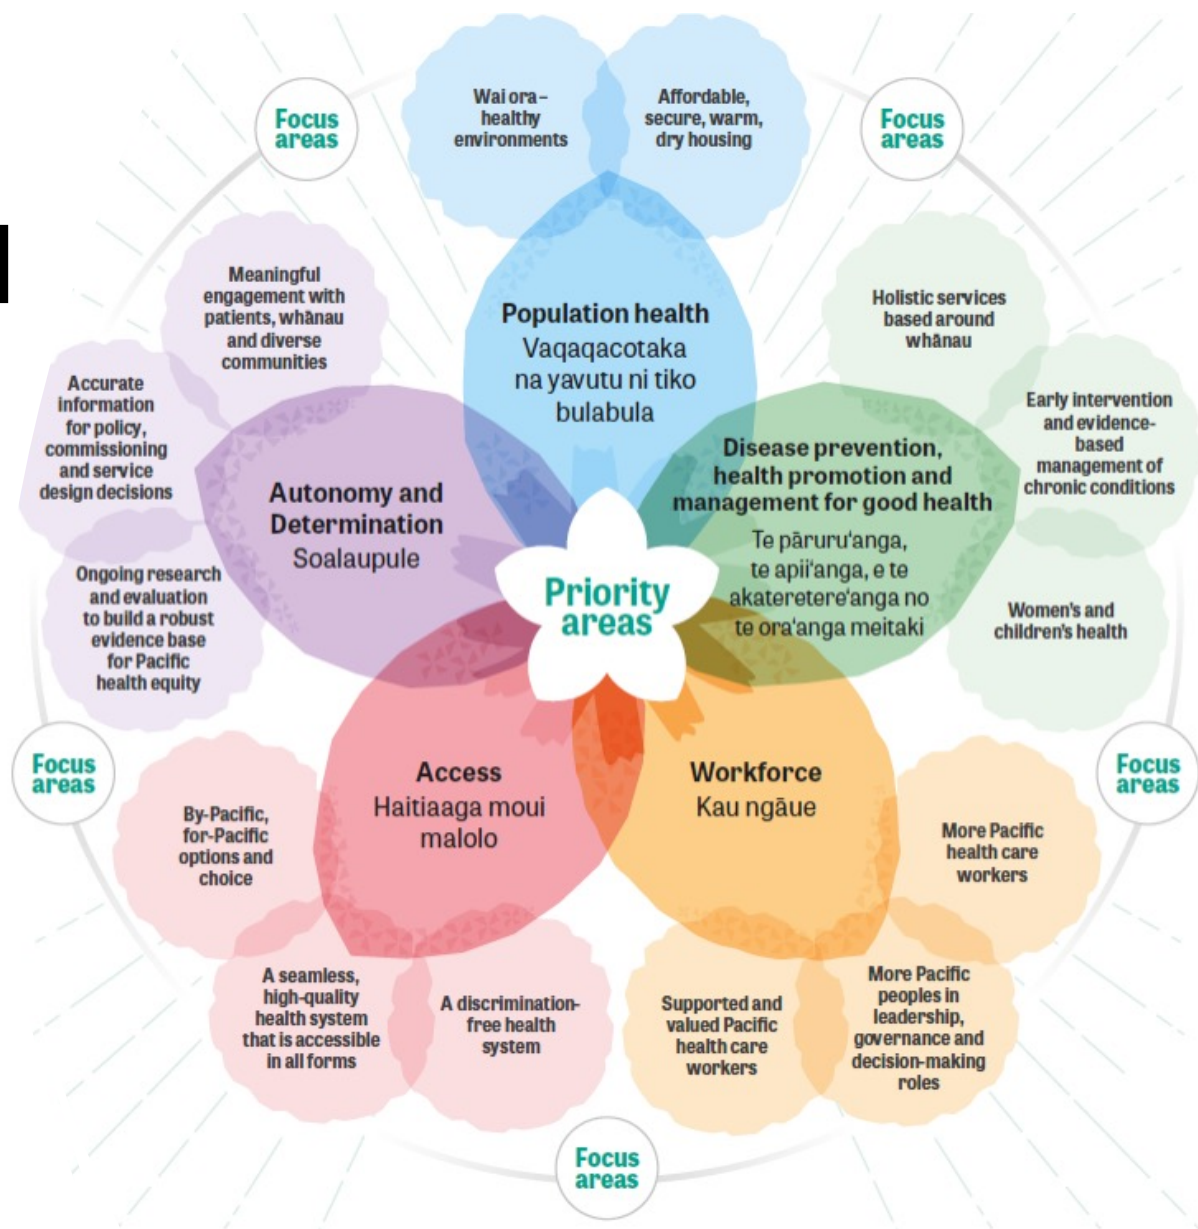 Wai ora –
healthy
environments
Affordable,
secure, warm,
dry housing
Focus
areas
Focus
areas
Population health
Vaqaqacotaka
na yavutu ni tiko
bulabula
Meaningful
engagement with
patients, whānau
and diverse
communities
Accurate
information
for policy,
commissioning
and service
design decisions
Ongoing research
and evaluation
to build a robust
evidence base
for Pacific
health equity
Autonomy and
Determination
Soalaupule
Holistic services
based around
whānau
Early intervention
and evidence-
based
management of
chronic conditions
Women's and
children's health
Disease prevention,
health promotion and
management for good health
Te pāruru'anga,
te apii'anga, e te
akateretere'anga no
te ora'anga meitaki
Priority
areas
Focus
areas
Focus
areas
Access
Haitiaaga moui
malolo
Workforce
Kau ngāue
By-Pacific,
for-Pacific
options and
choice
A seamless,
high-quality
health system
that is accessible
in all forms
A discrimination-
free health
system
Supported and
valued Pacific
health care
workers
More Pacific
peoples in
leadership,
governance and
decision-making
roles
More Pacific
health care
workers
Focus
areas